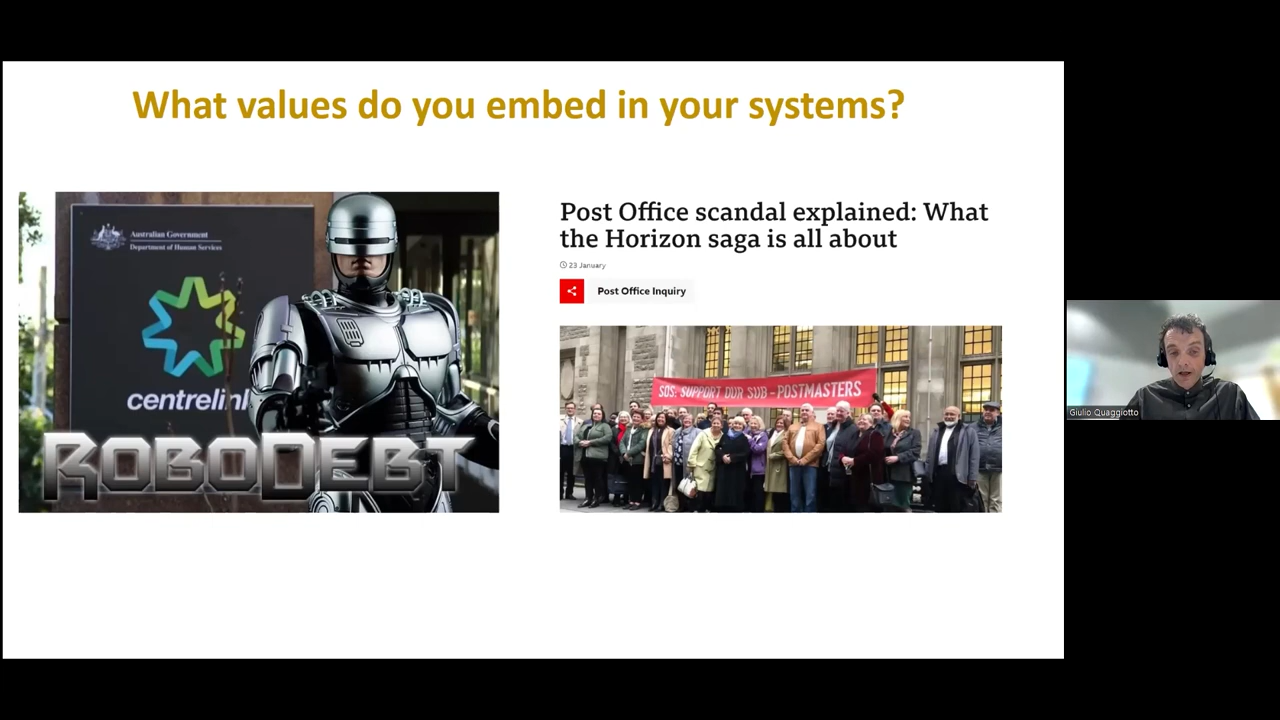 What values do you embed in your systems?
Australian Government
Department of Human Services
centrelink
ROBODEBT
Post Office scandal explained: What
the Horizon saga is all about
23 January
Post Office Inquiry
SOS: SUPPORT OUR SUB-POSTMASTERS
Giulio Quaggiotto